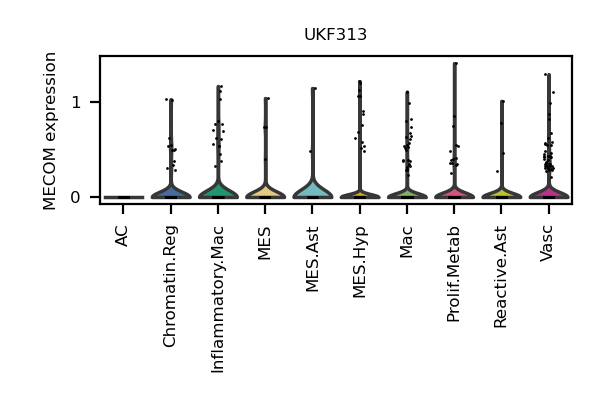 UKF313
MECOM expression
1
0
AC
Chromatin.Reg
Inflammatory.Mac
MES
MES.Ast
MES.Hyp
Mac
Prolif.Metab
Reactive.Ast
Vasc